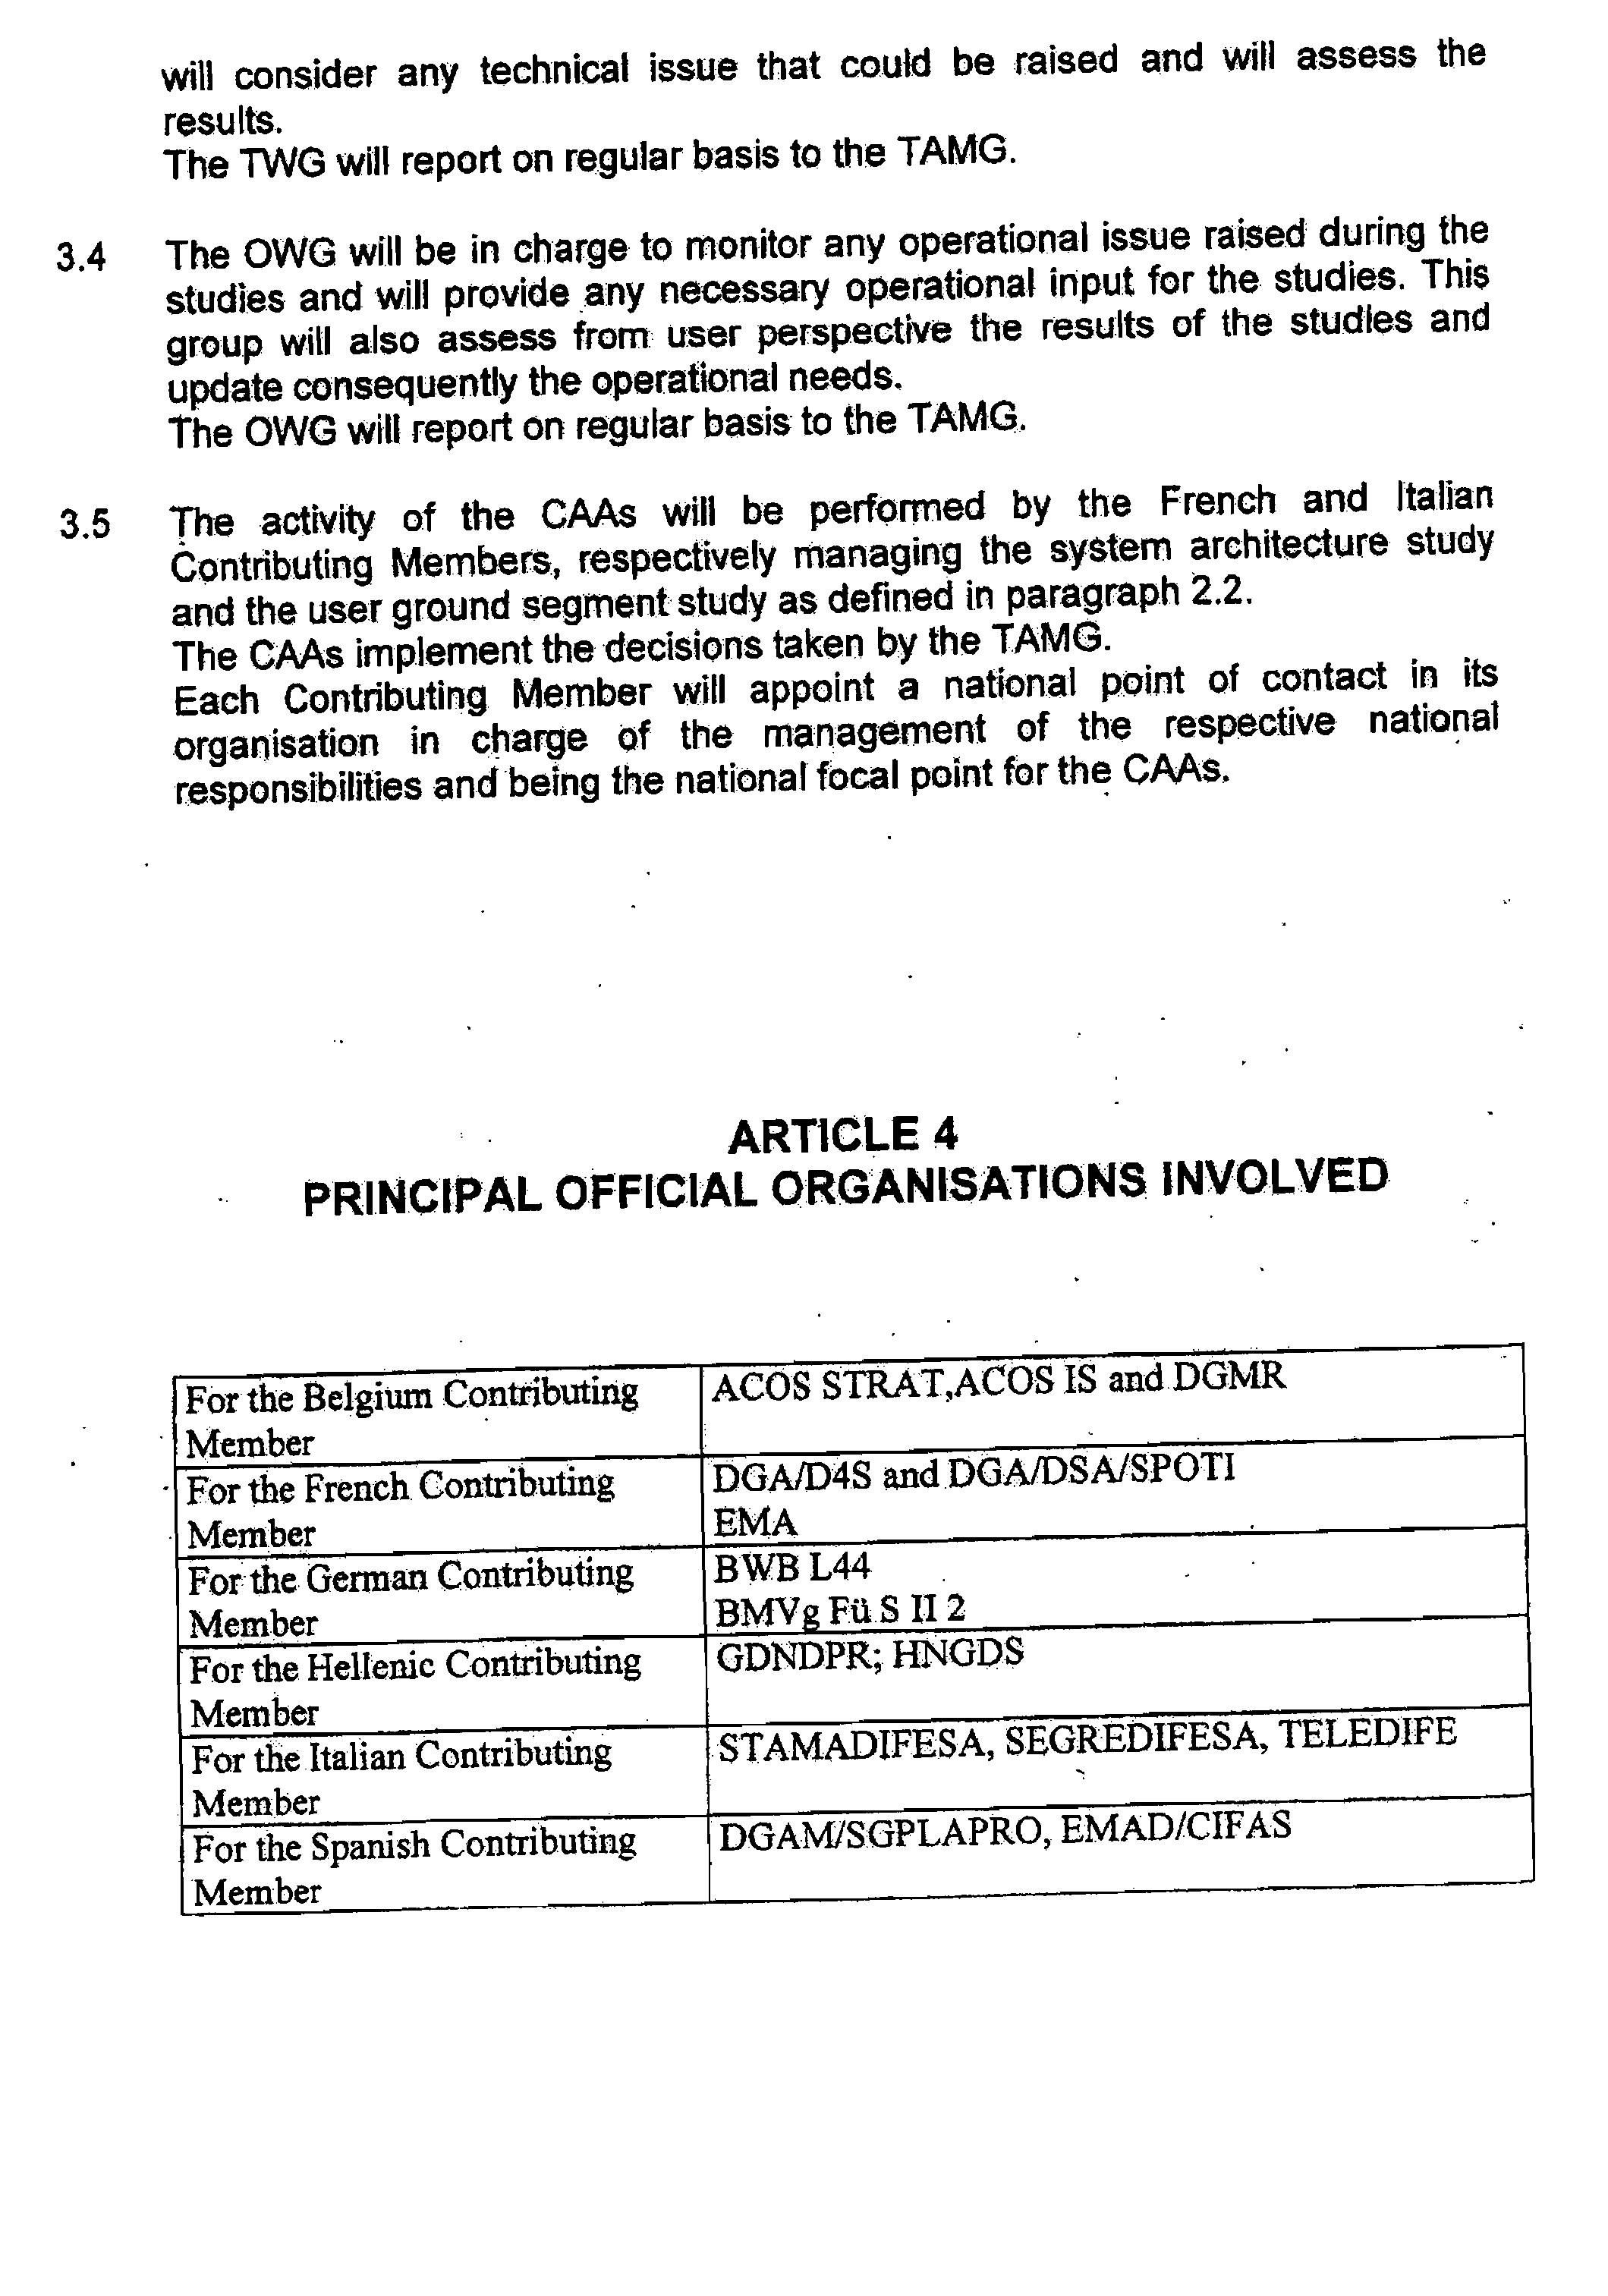 will consider any technical issue that could be raised and will assess the
results.
The TWG will report on regular basis to the TAMG.
3.4 The OWG will be in charge to monitor any operational issue raised during the
studies and will provide any necessary operational input for the studies. This
group will also assess from user perspective the results of the studies and
update consequently the operational needs.
The OWG will report on regular basis to the TAMG.
3.5 The activity of the CAAs will be performed by the French and Italian
Contributing Members, respectively managing the system architecture study
and the user ground segment study as defined in paragraph 2.2.
The CAAs implement the decisions taken by the TAMG.
Each Contributing Member will appoint a national point of contact in its
organisation in charge of the management of the respective national
responsibilities and being the national focal point for the CAAs.
ARTICLE 4
PRINCIPAL OFFICIAL ORGANISATIONS INVOLVED
For the Belgium Contributing ACOS STRAT,ACOS IS and DGMR
Member
For the French Contributing DGA/D4S and DGA/DSA/SPOTI
Member EMA
For the German Contributing BWB L44
Member BMVg Fü S II 2
For the Hellenic Contributing GDNDPR; HNGDS
Member
For the Italian Contributing STAMADIFESA, SEGREDIFESA, TELEDIFE
Member
For the Spanish Contributing DGAM/SGPLAPRO, EMAD/CIFAS
Member